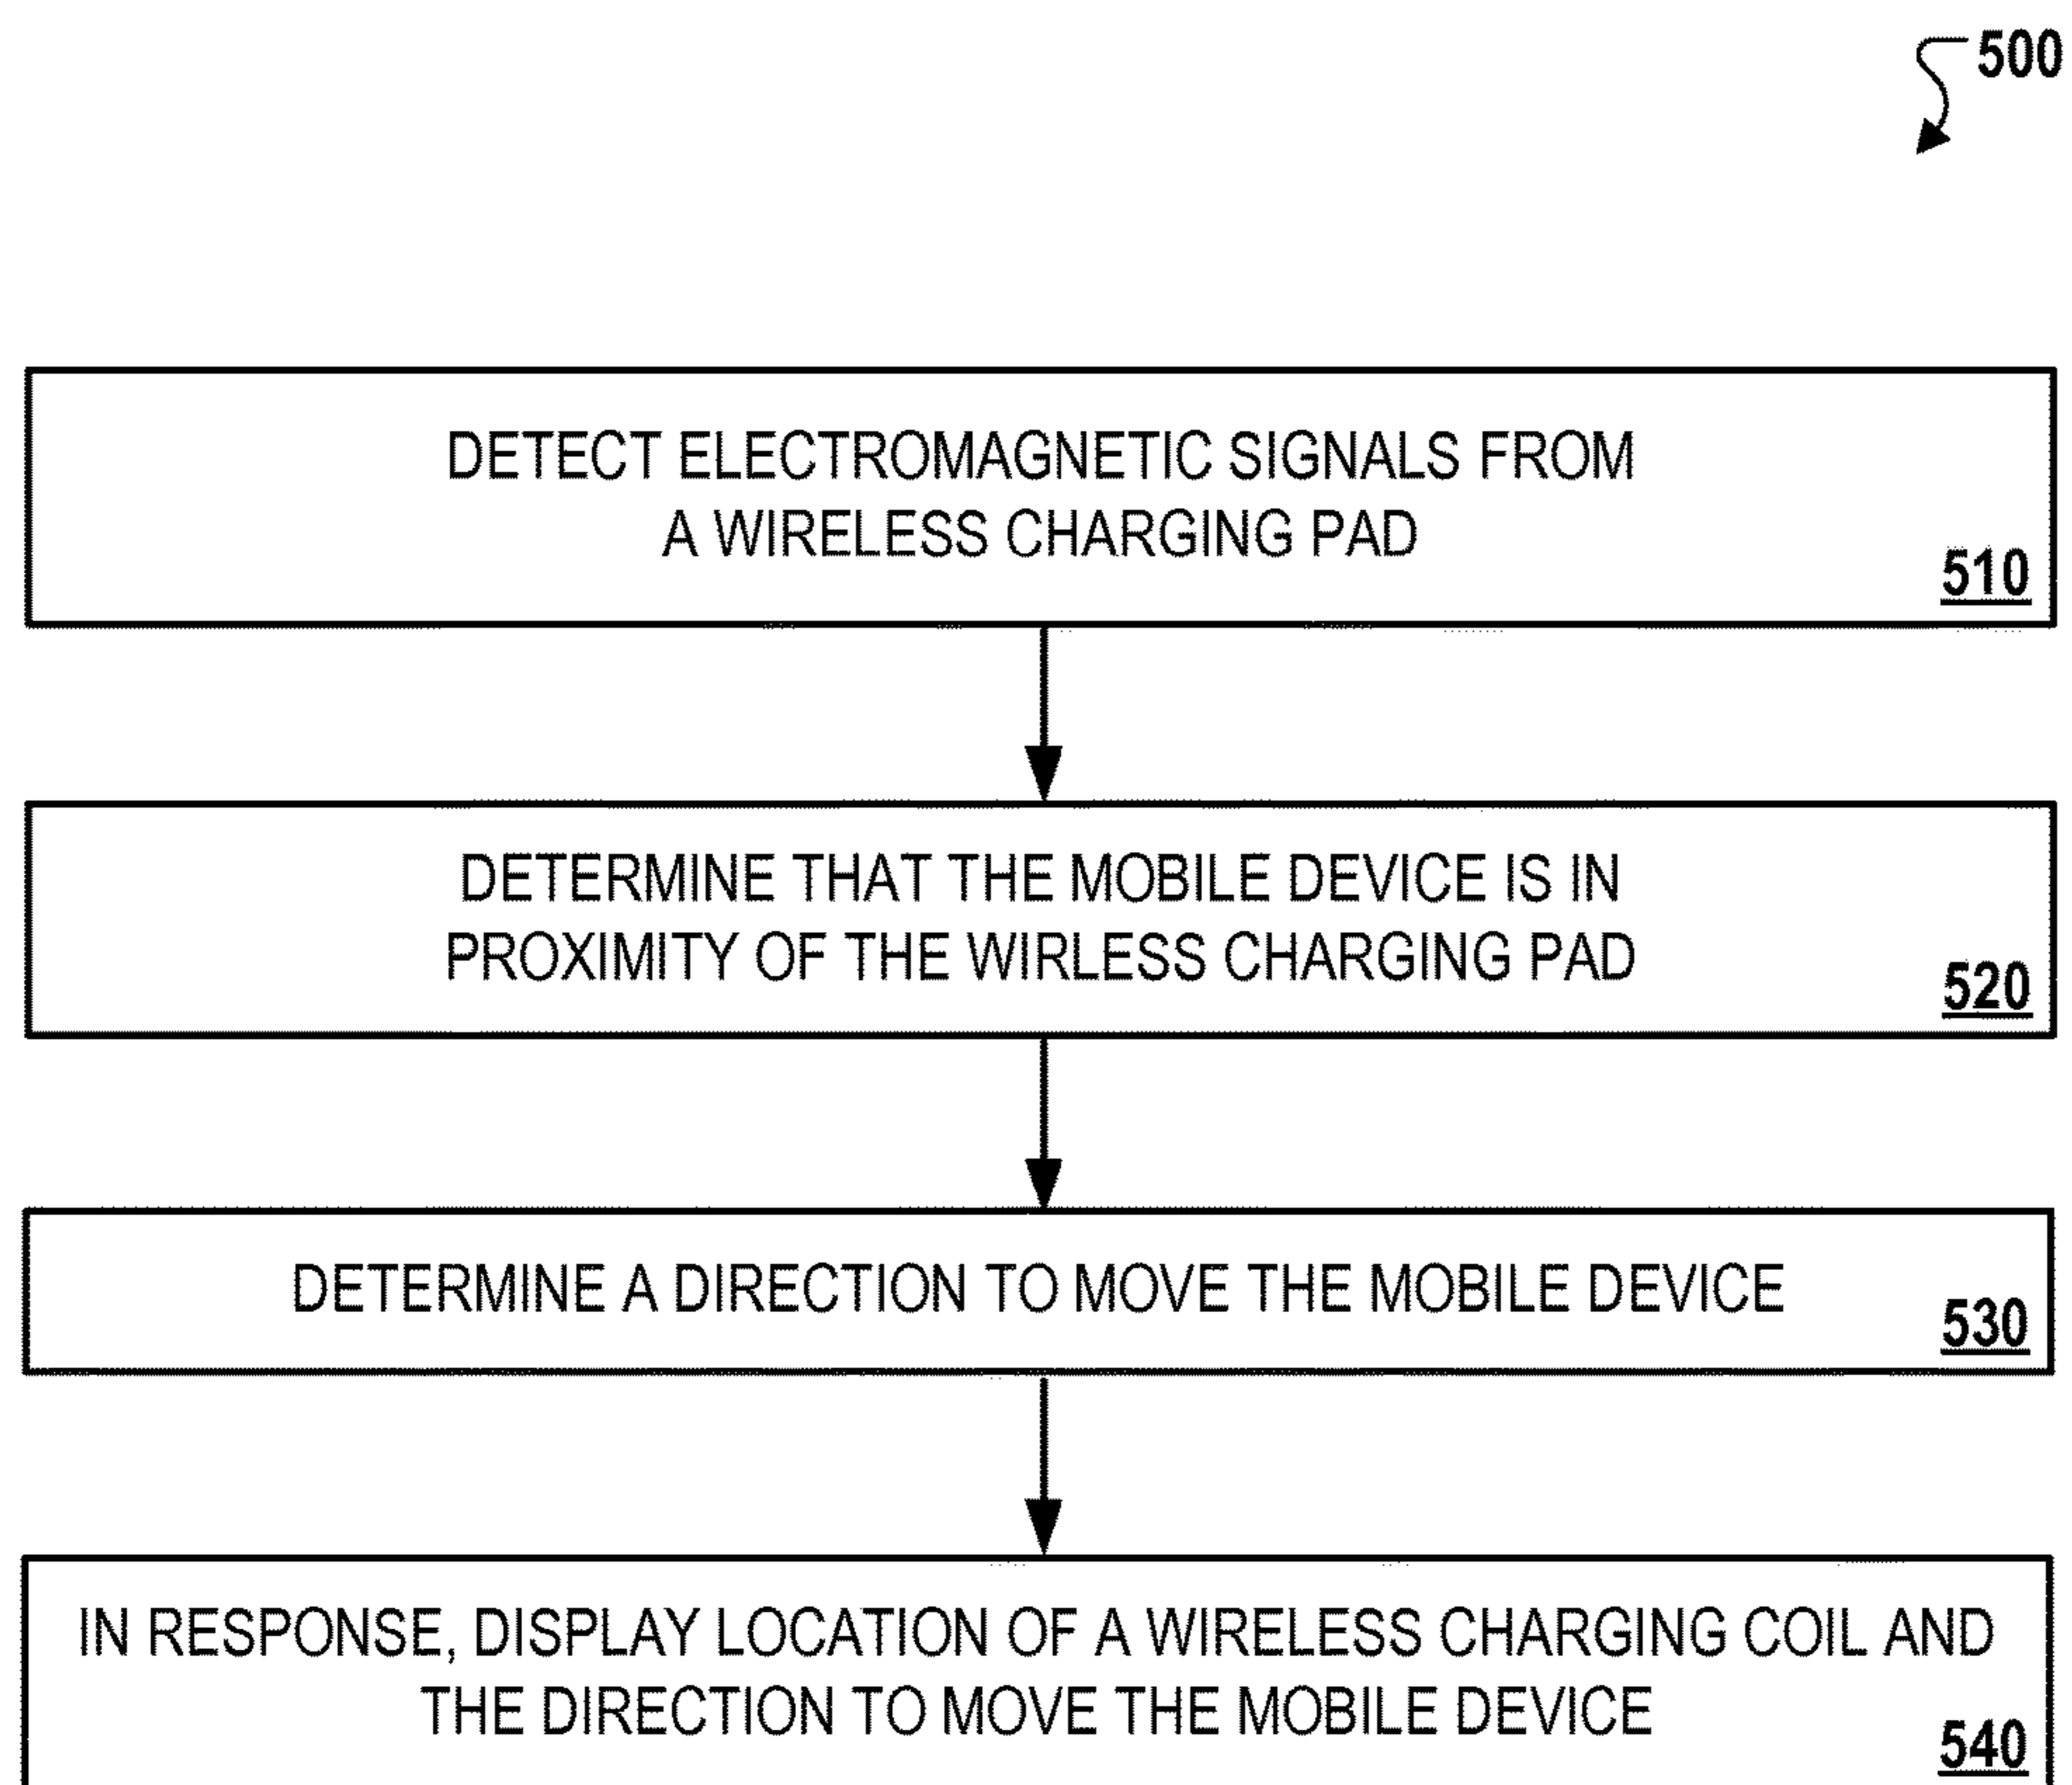 500
DETECT ELECTROMAGNETIC SIGNALS FROM
A WIRELESS CHARGING PAD
510
DETERMINE THAT THE MOBILE DEVICE IS IN
PROXIMITY OF THE WIRLESS CHARGING PAD
520
DETERMINE A DIRECTION TO MOVE THE MOBILE DEVICE
530
IN RESPONSE, DISPLAY LOCATION OF A WIRELESS CHARGING COIL AND
THE DIRECTION TO MOVE THE MOBILE DEVICE
540